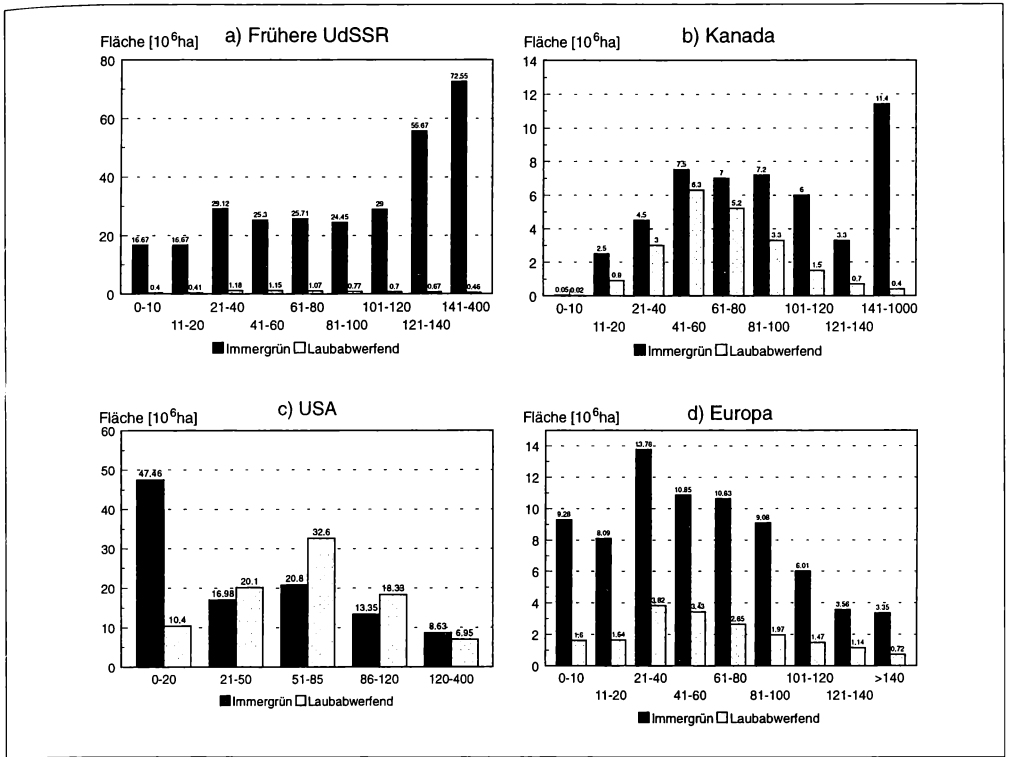 Fläche [10⁶ha] a) Frühere UdSSR
80
60
40
20
0
16.67 0.4 16.67 0.41 29.12 1.18 25.3 1.15 25.71 1.07 24.45 0.77 29 0.7 55.67 0.67 72.55 0.46
0-10 21-40 61-80 101-120 141-400
11-20 41-60 81-100 121-140
Immergrün Laubabwerfend
Fläche [10⁶ha] b) Kanada
14
12
10
8
6
4
2
0
0.05 0.02 2.5 0.9 4.5 3 7.5 6.3 7 5.2 7.2 3.3 6 1.5 3.3 0.7 11.4 0.4
0-10 21-40 61-80 101-120 141-1000
11-20 41-60 81-100 121-140
Immergrün Laubabwerfend
Fläche [10⁶ha] c) USA
60
50
40
30
20
10
0
47.46 10.4 16.98 20.1 20.8 32.6 13.35 18.33 8.63 6.95
0-20 21-50 51-85 86-120 120-400
Immergrün Laubabwerfend
Fläche [10⁶ha] d) Europa
14
12
10
8
6
4
2
0
9.28 1.6 8.09 1.64 13.76 3.82 10.85 3.43 10.63 2.65 9.08 1.97 6.01 1.47 3.56 1.14 3.35 0.72
0-10 21-40 61-80 101-120 >140
11-20 41-60 81-100 121-140
Immergrün Laubabwerfend